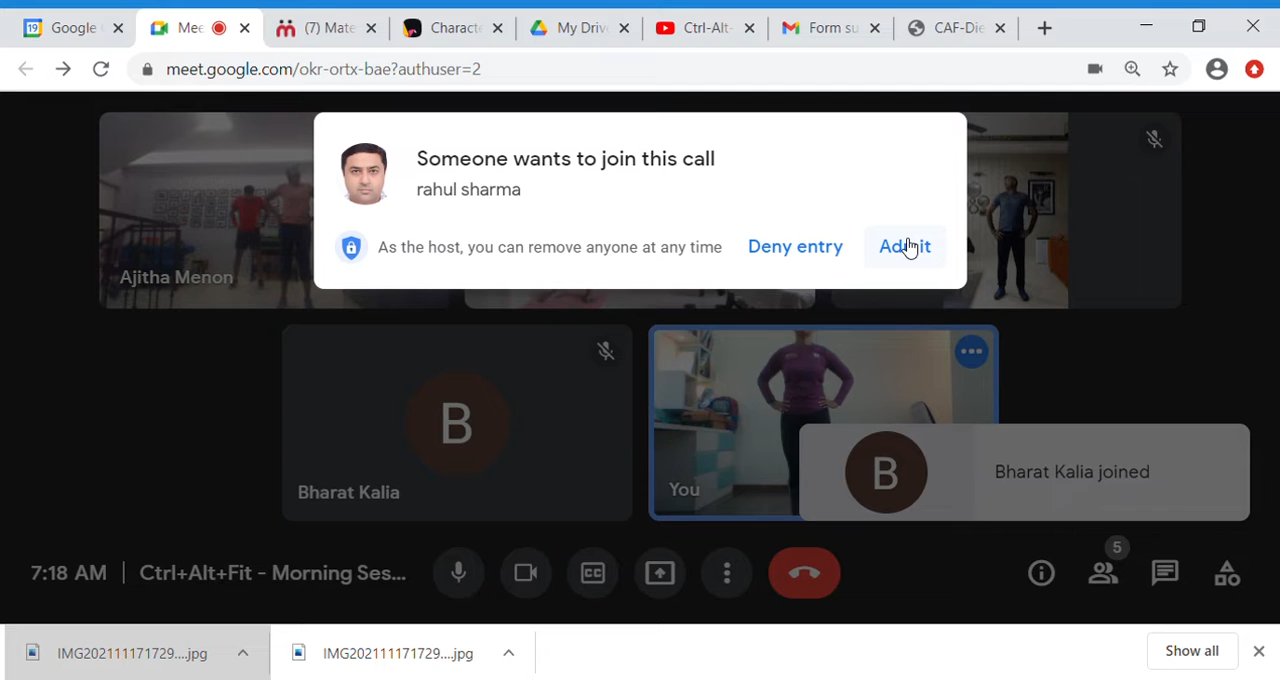 19 Google
Mee
(7) Mate
Characte
My Driv
Ctrl-Alt-
Form su
CAF-Die
meet.google.com/okr-ortx-bae?authuser=2
Someone wants to join this call
rahul sharma
As the host, you can remove anyone at any time
Deny entry
Admit
Ajitha Menon
B
Bharat Kalia
You
B
Bharat Kalia joined
7:18 AM | Ctrl+Alt+Fit - Morning Ses...
CC
5
IMG202111171729....jpg
IMG202111171729....jpg
Show all